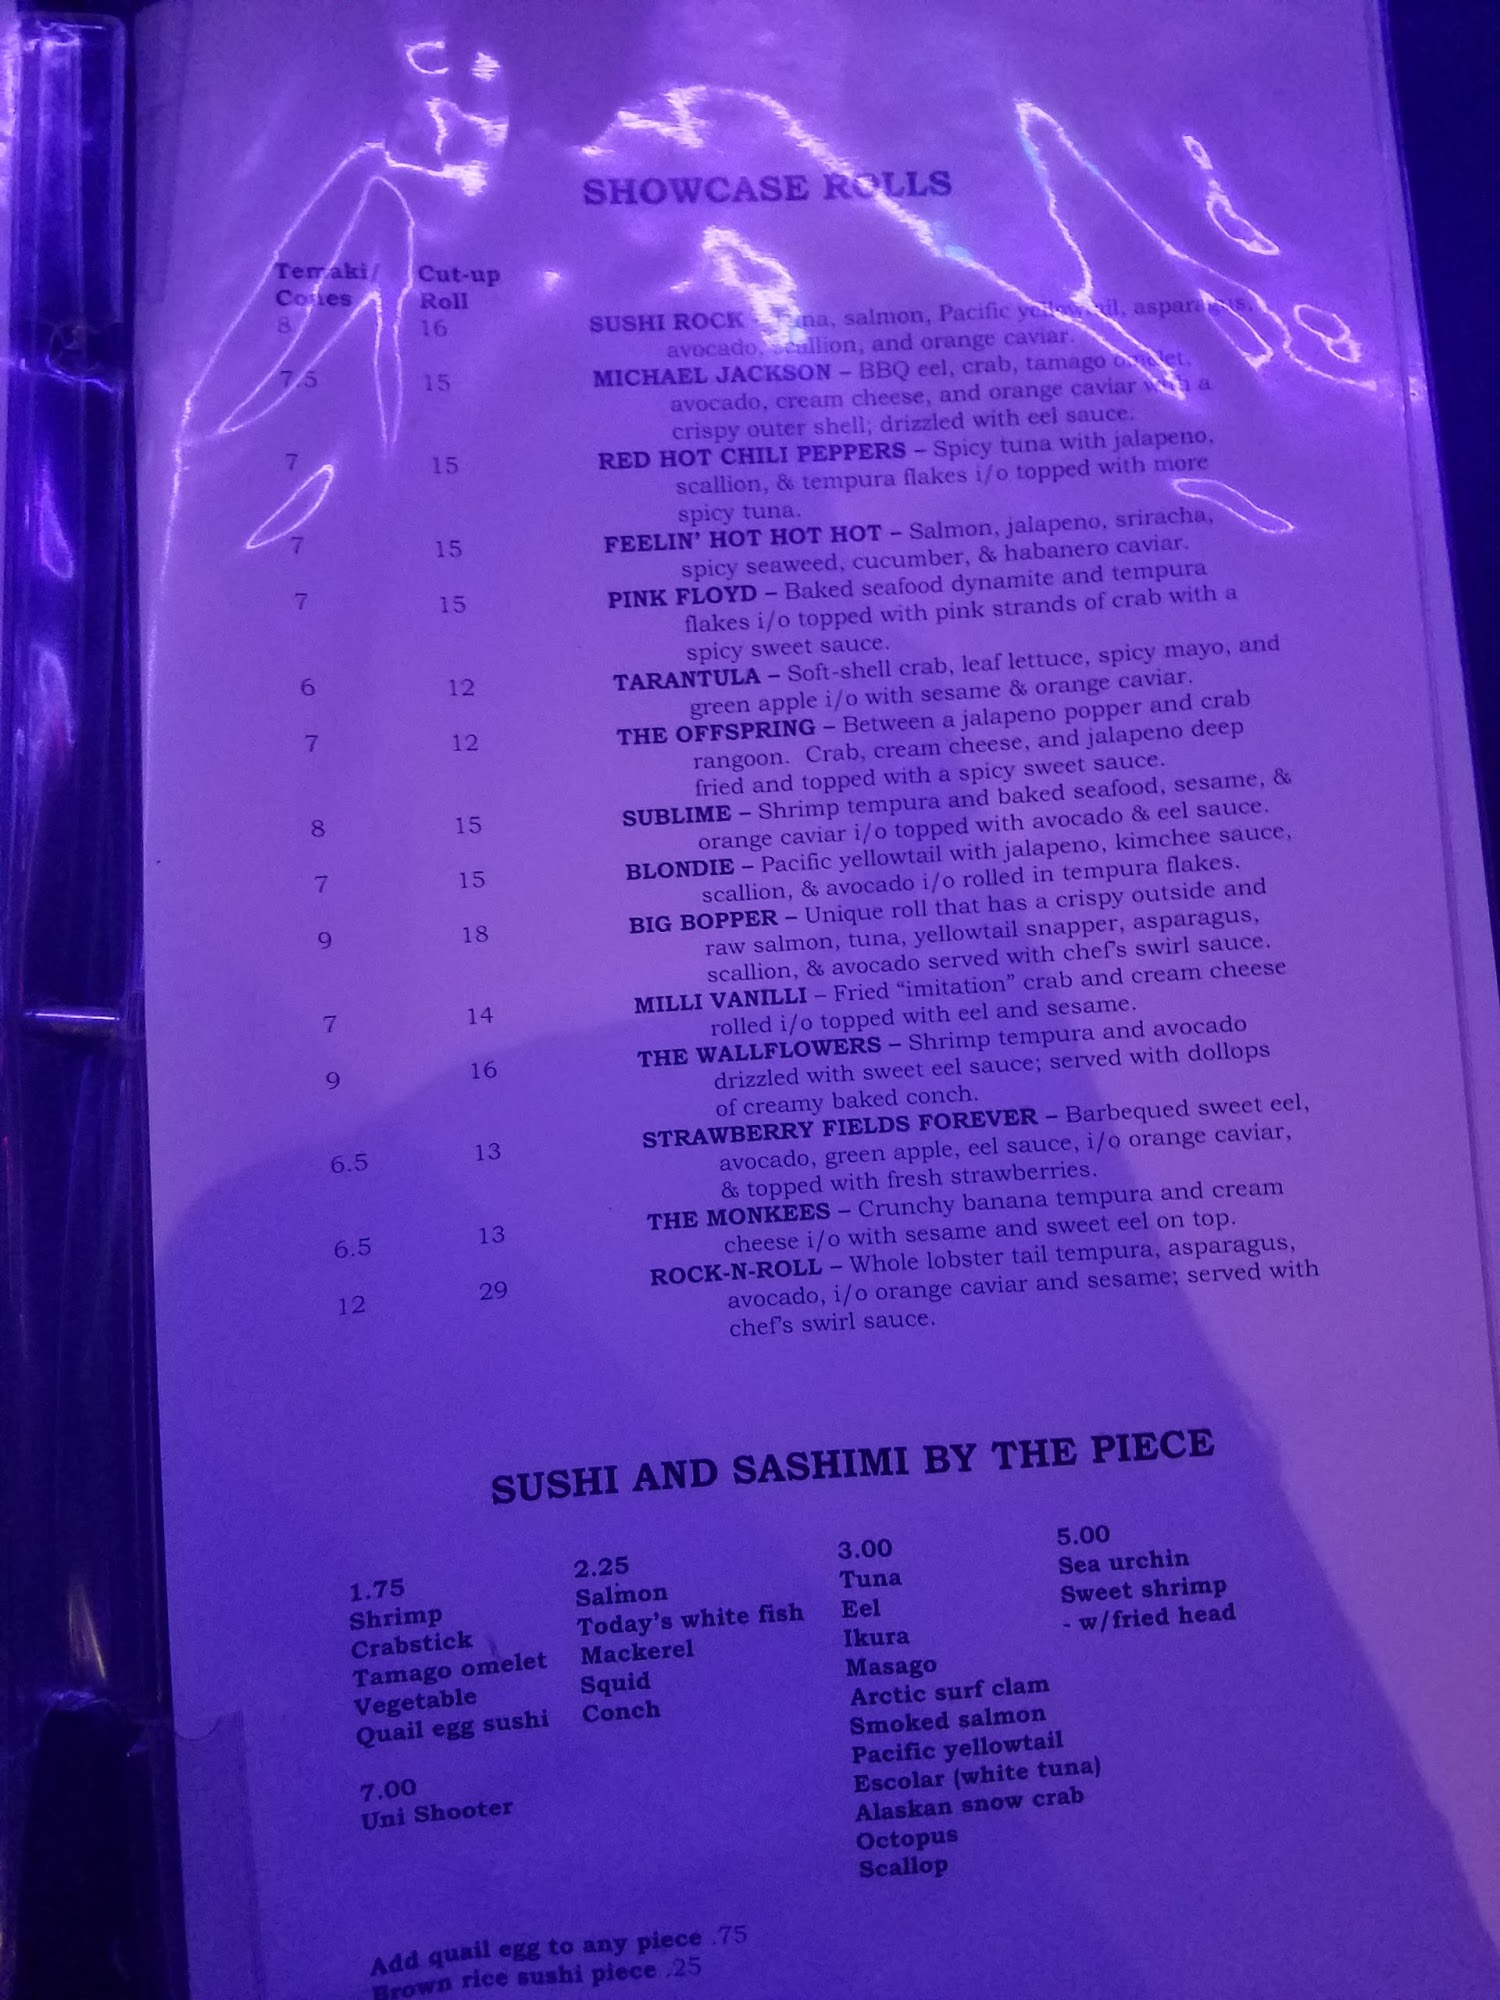 SHOWCASE ROLLS
Temaki/ Cut-up
Cones Roll
8 16 SUSHI ROCK – Tuna, salmon, Pacific yellowtail, asparagus,
avocado, scallion, and orange caviar.
7.5 15 MICHAEL JACKSON – BBQ eel, crab, tamago omelet,
avocado, cream cheese, and orange caviar with a
crispy outer shell; drizzled with eel sauce.
7 15 RED HOT CHILI PEPPERS – Spicy tuna with jalapeno,
scallion, & tempura flakes i/o topped with more
spicy tuna.
7 15 FEELIN' HOT HOT HOT – Salmon, jalapeno, sriracha,
spicy seaweed, cucumber, & habanero caviar.
7 15 PINK FLOYD – Baked seafood dynamite and tempura
flakes i/o topped with pink strands of crab with a
spicy sweet sauce.
6 12 TARANTULA – Soft-shell crab, leaf lettuce, spicy mayo, and
green apple i/o with sesame & orange caviar.
7 12 THE OFFSPRING – Between a jalapeno popper and crab
rangoon. Crab, cream cheese, and jalapeno deep
fried and topped with a spicy sweet sauce.
8 15 SUBLIME – Shrimp tempura and baked seafood, sesame, &
orange caviar i/o topped with avocado & eel sauce.
7 15 BLONDIE – Pacific yellowtail with jalapeno, kimchee sauce,
scallion, & avocado i/o rolled in tempura flakes.
9 18 BIG BOPPER – Unique roll that has a crispy outside and
raw salmon, tuna, yellowtail snapper, asparagus,
scallion, & avocado served with chef's swirl sauce.
7 14 MILLI VANILLI – Fried "imitation" crab and cream cheese
rolled i/o topped with eel and sesame.
9 16 THE WALLFLOWERS – Shrimp tempura and avocado
drizzled with sweet eel sauce; served with dollops
of creamy baked conch.
6.5 13 STRAWBERRY FIELDS FOREVER – Barbequed sweet eel,
avocado, green apple, eel sauce, i/o orange caviar,
& topped with fresh strawberries.
6.5 13 THE MONKEES – Crunchy banana tempura and cream
cheese i/o with sesame and sweet eel on top.
12 29 ROCK-N-ROLL – Whole lobster tail tempura, asparagus,
avocado, i/o orange caviar and sesame; served with
chef's swirl sauce.
SUSHI AND SASHIMI BY THE PIECE
1.75
Shrimp
Crabstick
Tamago omelet
Vegetable
Quail egg sushi
7.00
Uni Shooter
2.25
Salmon
Today's white fish
Mackerel
Squid
Conch
3.00
Tuna
Eel
Ikura
Masago
Arctic surf clam
Smoked salmon
Pacific yellowtail
Escolar (white tuna)
Alaskan snow crab
Octopus
Scallop
5.00
Sea urchin
Sweet shrimp
- w/fried head
Add quail egg to any piece .75
Brown rice sushi piece .25